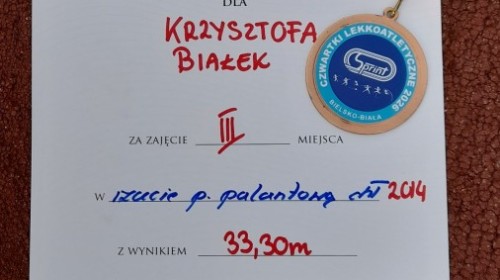 DLA
KRZYSZTOFA
BIAŁEK
CZWARTKI LEKKOATLETYCZNE 2026
Sprint
BIELSKO-BIAŁA
ZA ZAJĘCIE III MIEJSCA
W rzucie p. palantową chł 2014
Z WYNIKIEM 33,30m